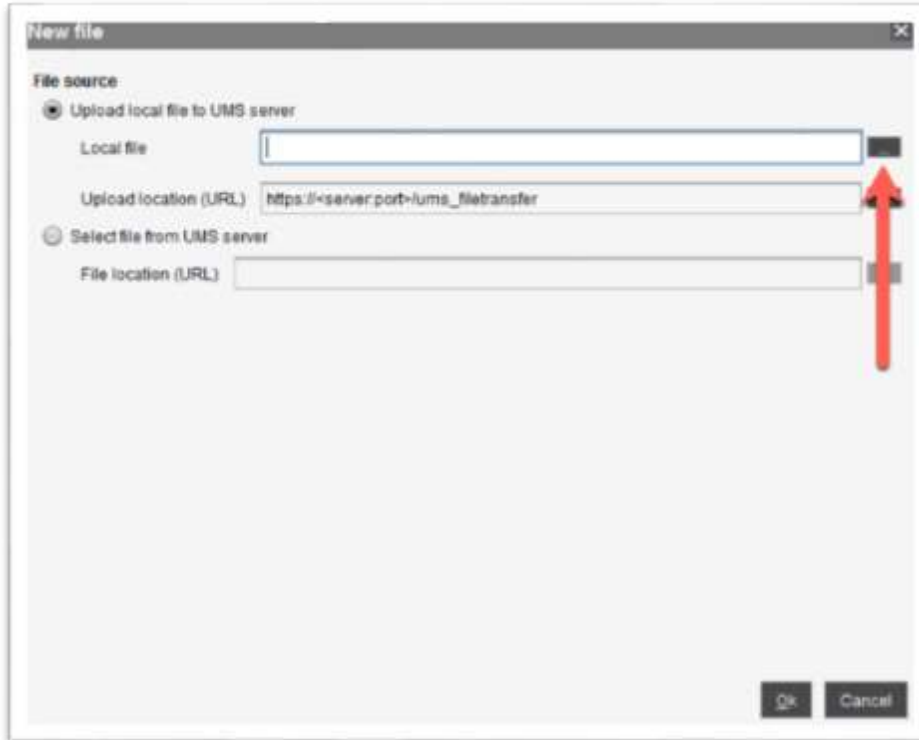 New file
File source
Upload local file to UMS server
Local file
...
Upload location (URL) https://<server:port>/ums_filetransfer
Select file from UMS server
File location (URL)
Ok Cancel